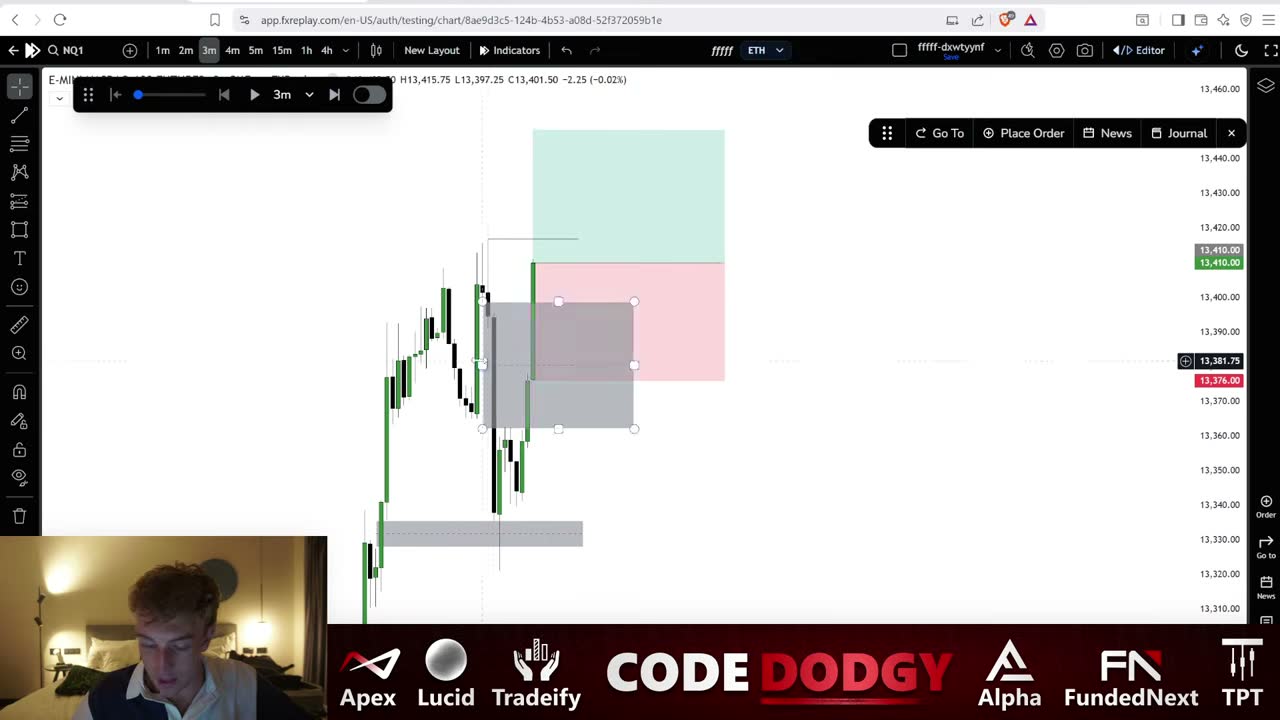 app.fxreplay.com/en-US/auth/testing/chart/8ae9d3c5-124b-4b53-a08d-52f372059b1e
NQ1
1m 2m 3m 4m 5m 15m 1h 4h
New Layout
Indicators
fffff
ETH
fffff-dxwtyynf
Save
Editor
H13,415.75 L13,397.25 C13,401.50 −2.25 (−0.02%)
3m
Go To
Place Order
News
Journal
13,460.00
13,440.00
13,430.00
13,420.00
13,410.00
13,410.00
13,400.00
13,390.00
13,381.75
13,376.00
13,370.00
13,360.00
13,350.00
13,340.00
13,330.00
13,320.00
13,310.00
Order
Go to
News
Apex
Lucid
Tradeify
CODE DODGY
Alpha
FN
FundedNext
TPT